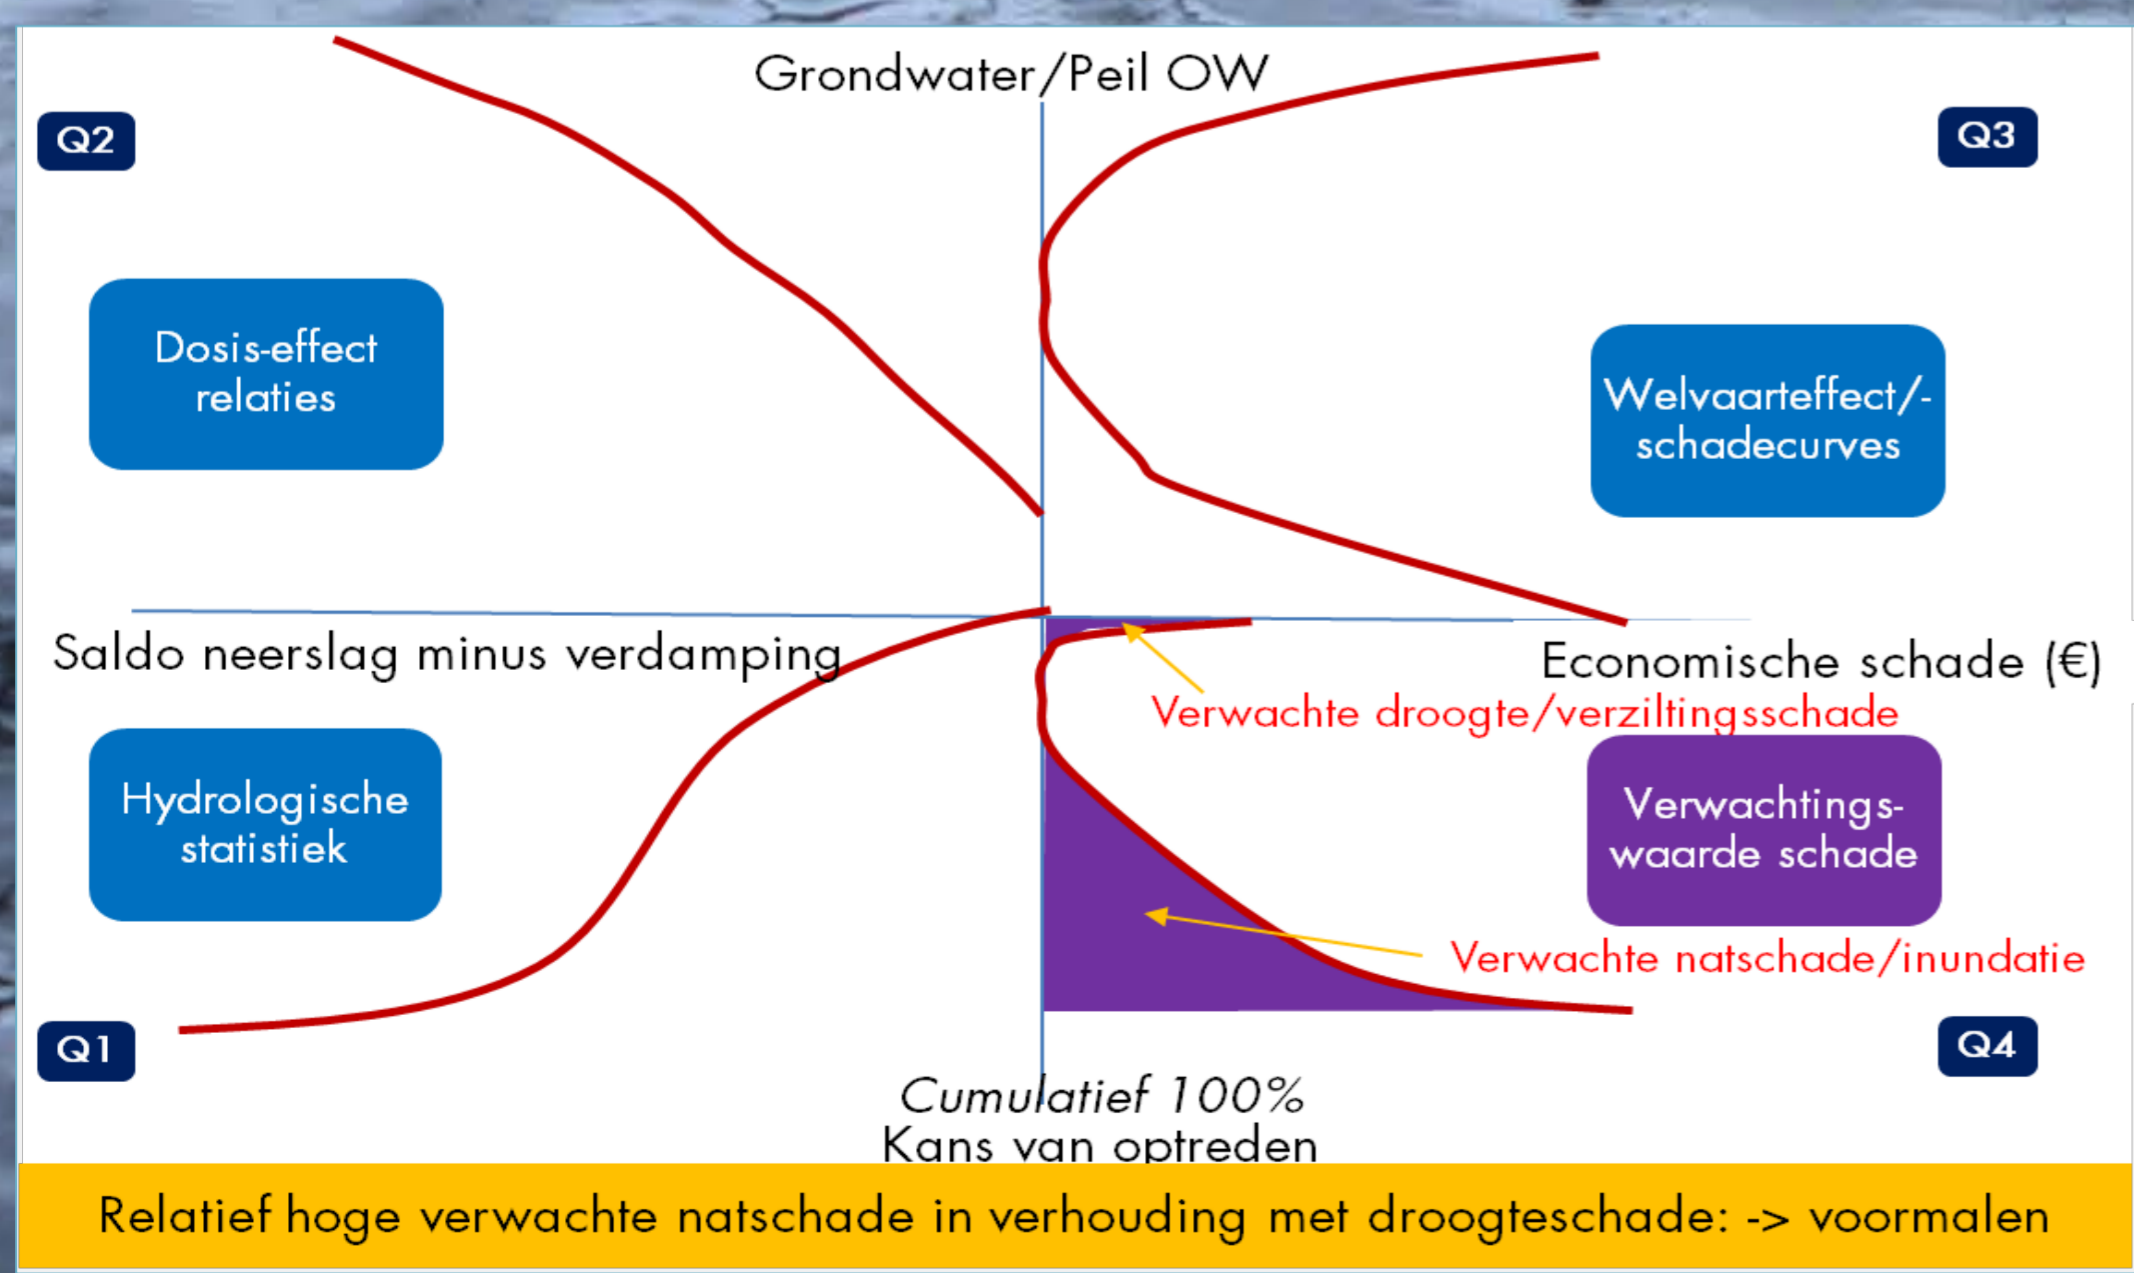 Grondwater/Peil OW
Q2
Q3
Dosis-effect
relaties
Welvaarteffect/-
schadecurves
Saldo neerslag minus verdamping
Economische schade (€)
Verwachte droogte/verziltingsschade
Hydrologische
statistiek
Verwachtings-
waarde schade
Verwachte natschade/inundatie
Q1
Q4
Cumulatief 100%
Kans van optreden
Relatief hoge verwachte natschade in verhouding met droogteschade: -> voormalen